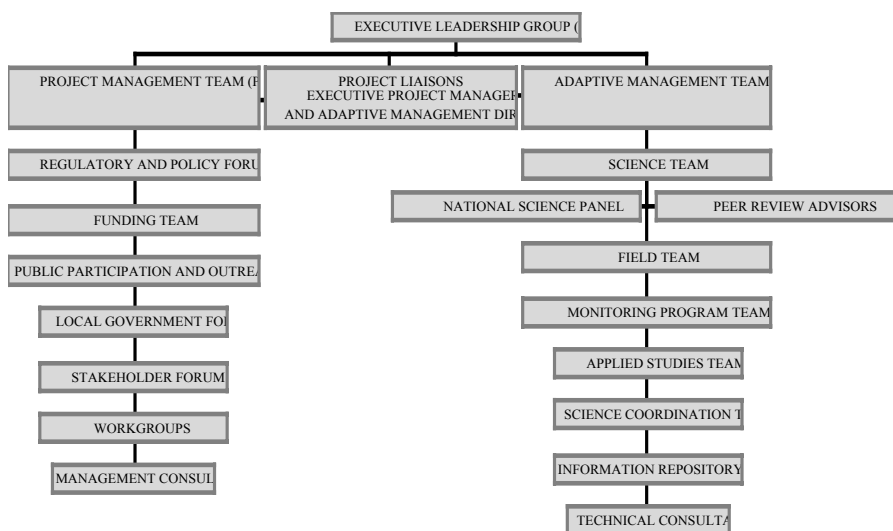 EXECUTIVE LEADERSHIP GROUP (
PROJECT MANAGEMENT TEAM (
PROJECT LIAISONS
EXECUTIVE PROJECT MANAGER
AND ADAPTIVE MANAGEMENT DIR
ADAPTIVE MANAGEMENT TEAM
REGULATORY AND POLICY FORU
SCIENCE TEAM
NATIONAL SCIENCE PANEL
PEER REVIEW ADVISORS
FUNDING TEAM
FIELD TEAM
PUBLIC PARTICIPATION AND OUTREA
MONITORING PROGRAM TEAM
LOCAL GOVERNMENT FO
APPLIED STUDIES TEAM
STAKEHOLDER FORUM
SCIENCE COORDINATION T
WORKGROUPS
INFORMATION REPOSITORY
MANAGEMENT CONSUL
TECHNICAL CONSULTA